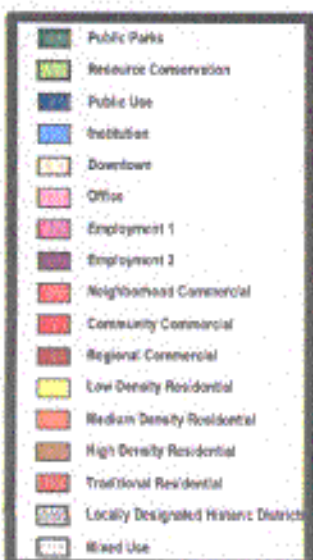 Public Parks
Resource Conservation
Public Use
Institution
Downtown
Office
Employment 1
Employment 2
Neighborhood Commercial
Community Commercial
Regional Commercial
Low Density Residential
Medium Density Residential
High Density Residential
Traditional Residential
Locally Designated Historic Districts
Mixed Use